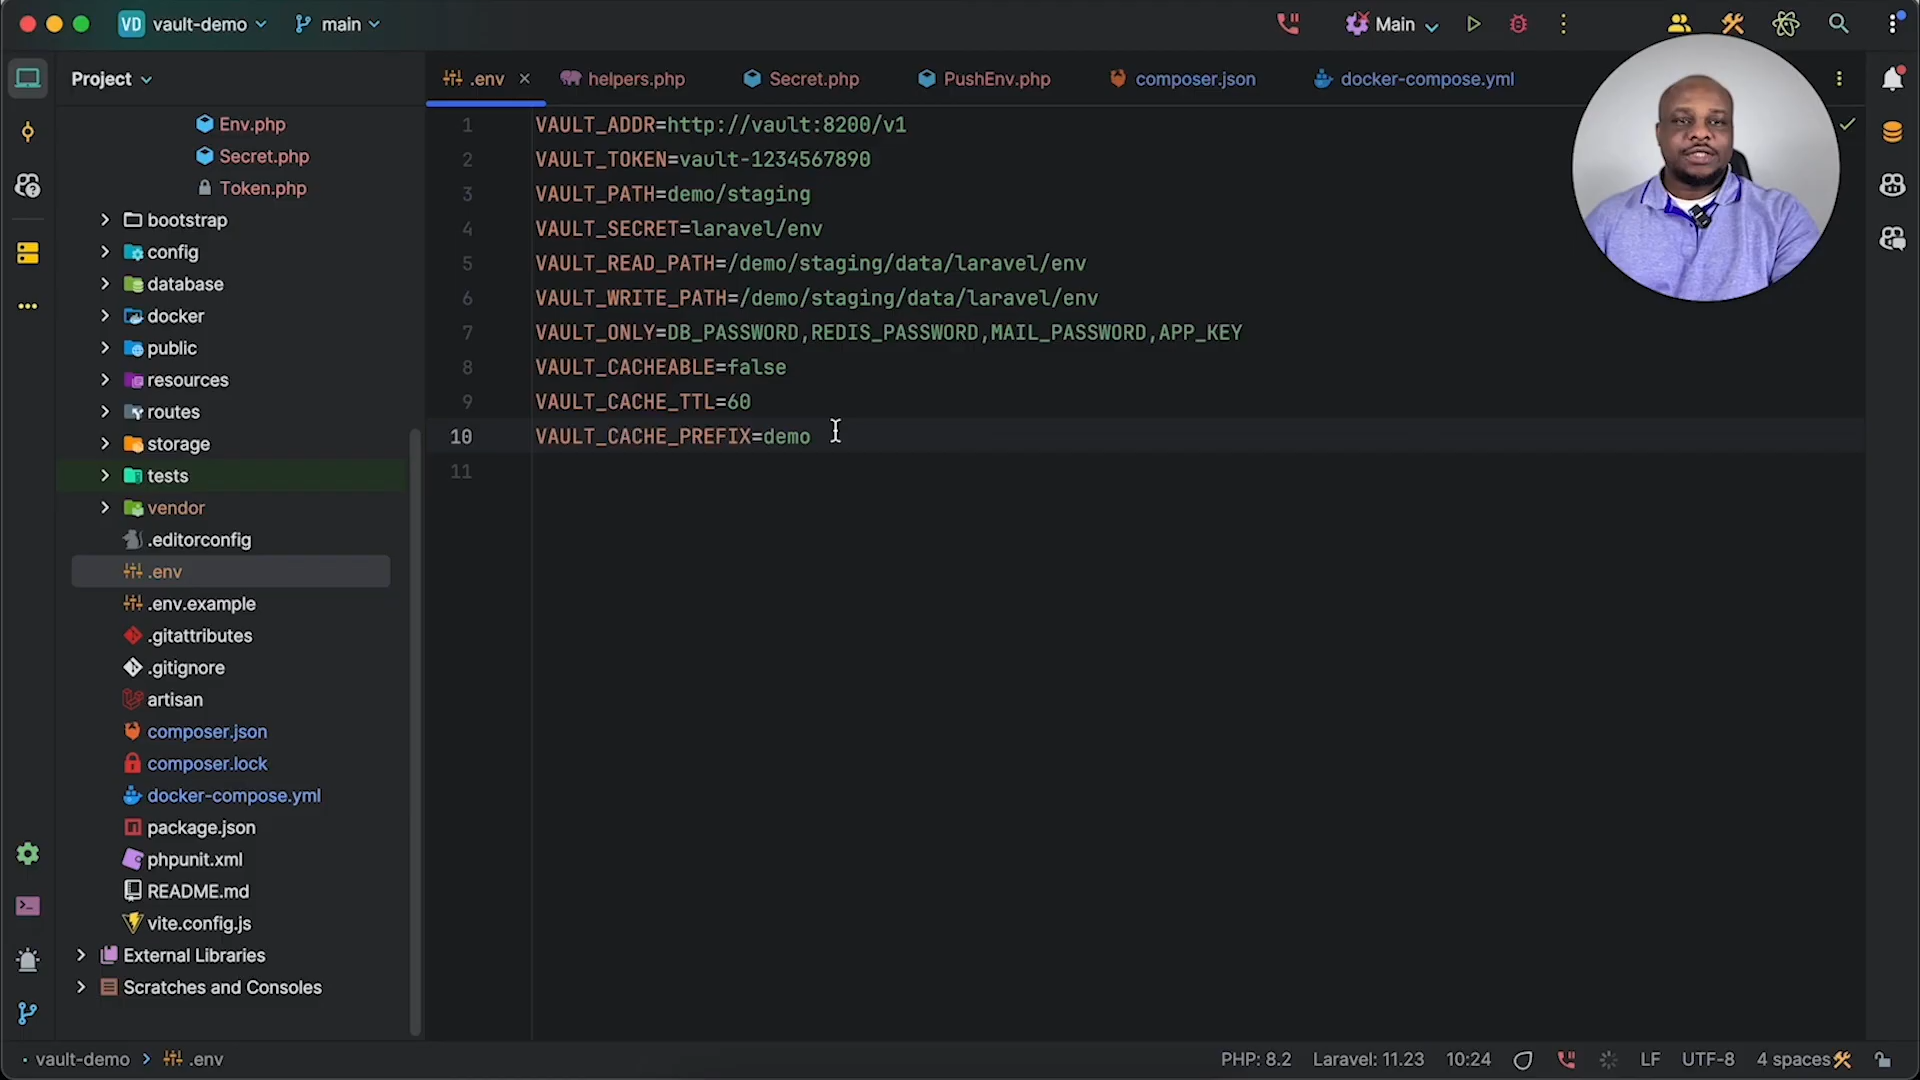 VD vault-demo main Main
Project
.env helpers.php Secret.php PushEnv.php composer.json docker-compose.yml
Env.php
Secret.php
Token.php
bootstrap
config
database
docker
public
resources
routes
storage
tests
vendor
.editorconfig
.env
.env.example
.gitattributes
.gitignore
artisan
composer.json
composer.lock
docker-compose.yml
package.json
phpunit.xml
README.md
vite.config.js
External Libraries
Scratches and Consoles
1 VAULT_ADDR=http://vault:8200/v1
2 VAULT_TOKEN=vault-1234567890
3 VAULT_PATH=demo/staging
4 VAULT_SECRET=laravel/env
5 VAULT_READ_PATH=/demo/staging/data/laravel/env
6 VAULT_WRITE_PATH=/demo/staging/data/laravel/env
7 VAULT_ONLY=DB_PASSWORD,REDIS_PASSWORD,MAIL_PASSWORD,APP_KEY
8 VAULT_CACHEABLE=false
9 VAULT_CACHE_TTL=60
10 VAULT_CACHE_PREFIX=demo
11
vault-demo .env PHP: 8.2 Laravel: 11.23 10:24 LF UTF-8 4 spaces